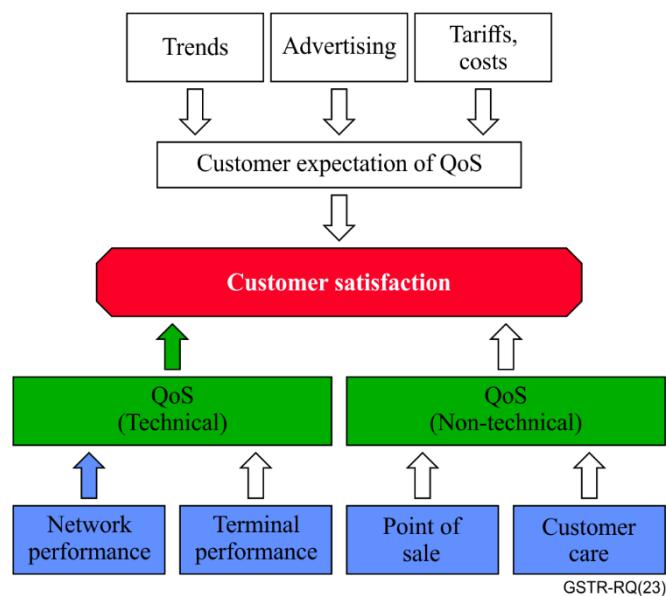 Trends
Advertising
Tariffs,
costs
Customer expectation of QoS
Customer satisfaction
QoS
(Technical)
QoS
(Non-technical)
Network
performance
Terminal
performance
Point of
sale
Customer
care
GSTR-RQ(23)